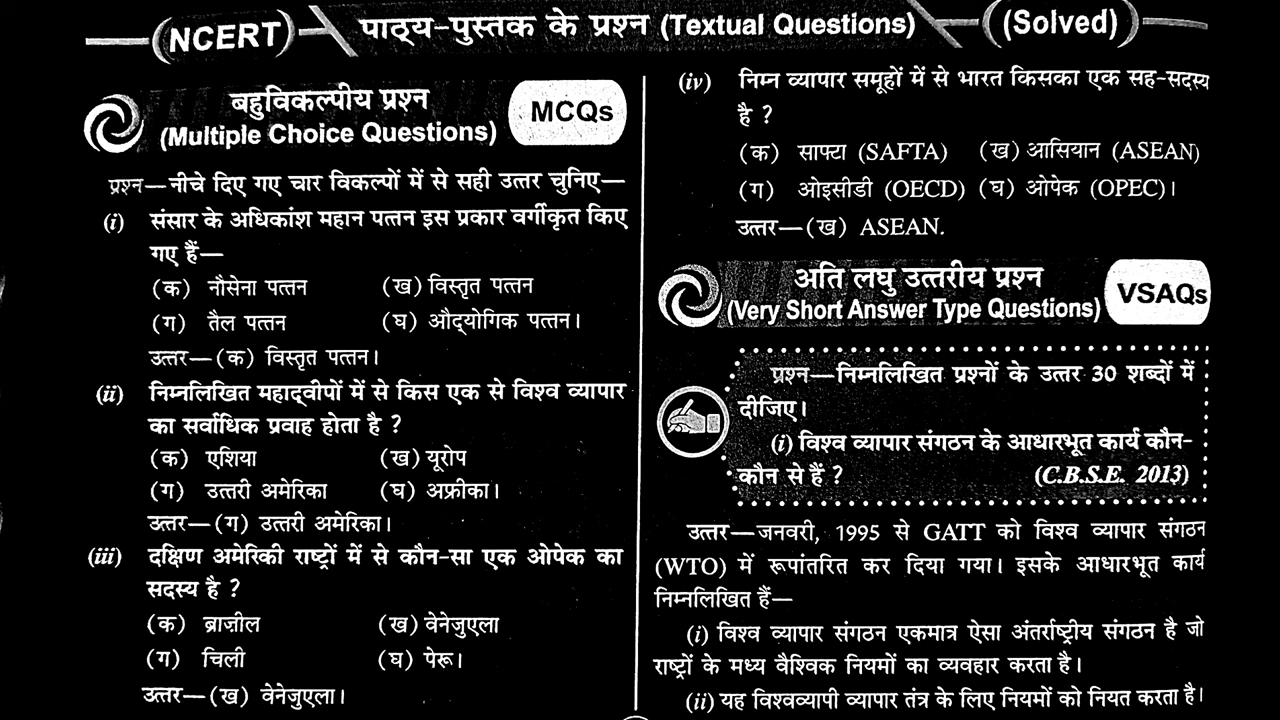 NCERT पाठ्य-पुस्तक के प्रश्न (Textual Questions) (Solved)
बहुविकल्पीय प्रश्न
(Multiple Choice Questions)
MCQs
प्रश्न—नीचे दिए गए चार विकल्पों में से सही उत्तर चुनिए—
(i) संसार के अधिकांश महान पत्तन इस प्रकार वर्गीकृत किए
गए हैं—
(क) नौसेना पत्तन (ख) विस्तृत पत्तन
(ग) तैल पत्तन (घ) औद्योगिक पत्तन।
उत्तर—(क) विस्तृत पत्तन।
(ii) निम्नलिखित महाद्वीपों में से किस एक से विश्व व्यापार
का सर्वाधिक प्रवाह होता है ?
(क) एशिया (ख) यूरोप
(ग) उत्तरी अमेरिका (घ) अफ्रीका।
उत्तर—(ग) उत्तरी अमेरिका।
(iii) दक्षिण अमेरिकी राष्ट्रों में से कौन-सा एक ओपेक का
सदस्य है ?
(क) ब्राज़ील (ख) वेनेजुएला
(ग) चिली (घ) पेरू।
उत्तर—(ख) वेनेजुएला।
(iv) निम्न व्यापार समूहों में से भारत किसका एक सह-सदस्य
है ?
(क) साफ्टा (SAFTA) (ख) आसियान (ASEAN)
(ग) ओइसीडी (OECD) (घ) ओपेक (OPEC)।
उत्तर—(ख) ASEAN.
अति लघु उत्तरीय प्रश्न
(Very Short Answer Type Questions)
VSAQs
प्रश्न—निम्नलिखित प्रश्नों के उत्तर 30 शब्दों में
दीजिए।
(i) विश्व व्यापार संगठन के आधारभूत कार्य कौन-
कौन से हैं ? (C.B.S.E. 2013)
उत्तर—जनवरी, 1995 से GATT को विश्व व्यापार संगठन
(WTO) में रूपांतरित कर दिया गया। इसके आधारभूत कार्य
निम्नलिखित हैं—
(i) विश्व व्यापार संगठन एकमात्र ऐसा अंतर्राष्ट्रीय संगठन है जो
राष्ट्रों के मध्य वैश्विक नियमों का व्यवहार करता है।
(ii) यह विश्वव्यापी व्यापार तंत्र के लिए नियमों को नियत करता है।